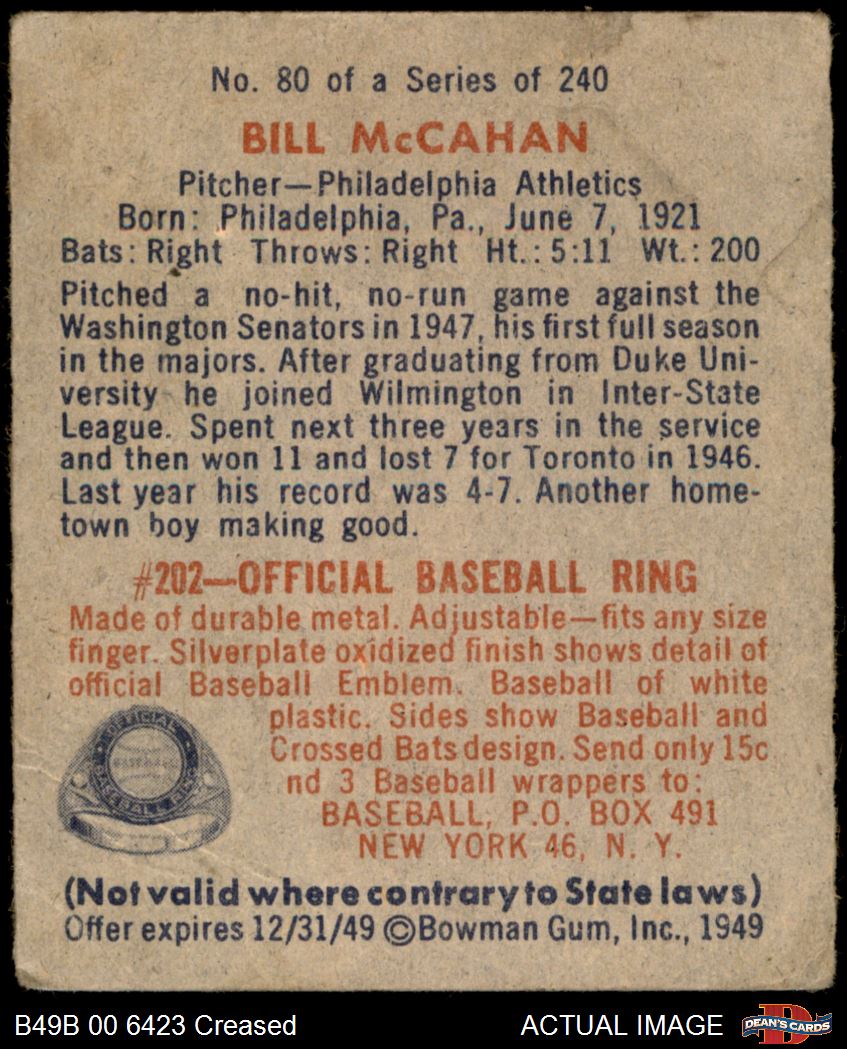 No. 80 of a Series of 240
BILL McCAHAN
Pitcher—Philadelphia Athletics
Born: Philadelphia, Pa., June 7, 1921
Bats: Right Throws: Right Ht.: 5:11 Wt.: 200
Pitched a no-hit, no-run game against the
Washington Senators in 1947, his first full season
in the majors. After graduating from Duke Uni-
versity he joined Wilmington in Inter-State
League. Spent next three years in the service
and then won 11 and lost 7 for Toronto in 1946.
Last year his record was 4-7. Another home-
town boy making good.
#202—OFFICIAL BASEBALL RING
Made of durable metal. Adjustable—fits any size
finger. Silverplate oxidized finish shows detail of
official Baseball Emblem. Baseball of white
plastic. Sides show Baseball and
Crossed Bats design. Send only 15c
nd 3 Baseball wrappers to:
BASEBALL, P.O. BOX 491
NEW YORK 46, N. Y.
OFFICIAL
BASEBALL RING
(Not valid where contrary to State laws)
Offer expires 12/31/49 ©Bowman Gum, Inc., 1949
B49B 00 6423 Creased
ACTUAL IMAGE
DEAN'S CARDS